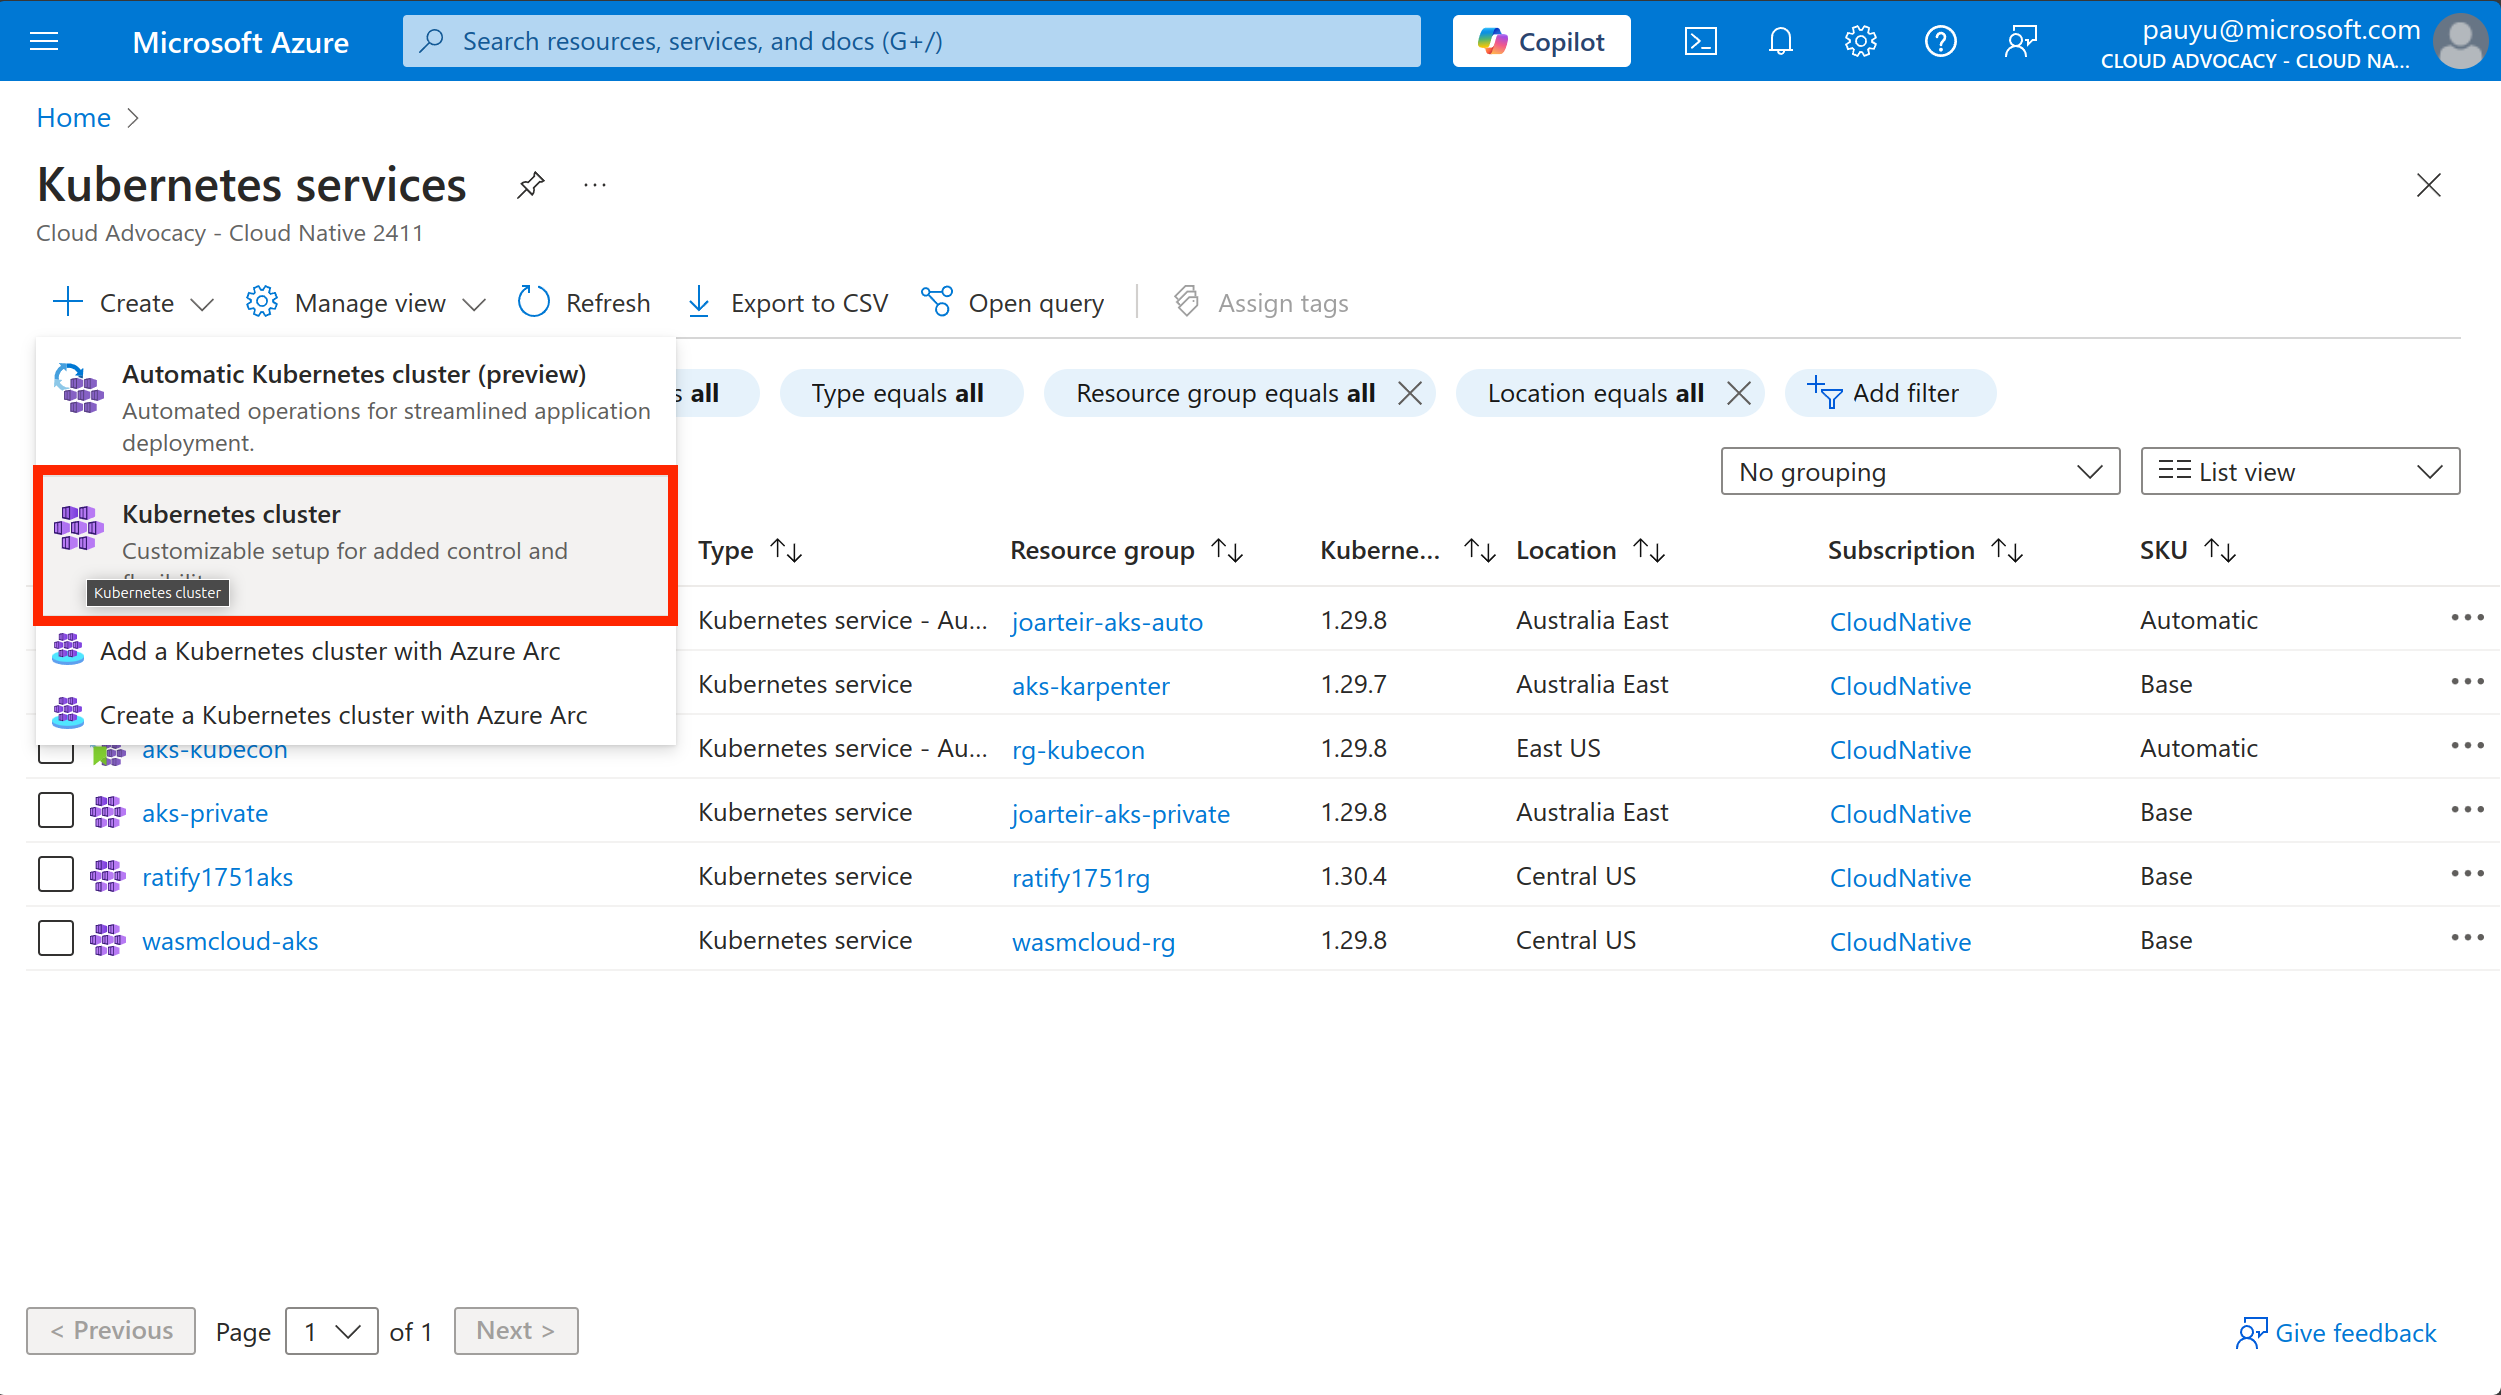 Microsoft Azure
Search resources, services, and docs (G+/)
Copilot
pauyu@microsoft.com
CLOUD ADVOCACY - CLOUD NA...
Home
Kubernetes services
Cloud Advocacy - Cloud Native 2411
Create
Manage view
Refresh
Export to CSV
Open query
Assign tags
Automatic Kubernetes cluster (preview)
Automated operations for streamlined application
deployment.
Kubernetes cluster
Customizable setup for added control and
Kubernetes cluster
Add a Kubernetes cluster with Azure Arc
Create a Kubernetes cluster with Azure Arc
s all
Type equals all
Resource group equals all
Location equals all
Add filter
No grouping
List view
Type Resource group Kuberne... Location Subscription SKU
Kubernetes service - Au... joarteir-aks-auto 1.29.8 Australia East CloudNative Automatic
Kubernetes service aks-karpenter 1.29.7 Australia East CloudNative Base
aks-kubecon Kubernetes service - Au... rg-kubecon 1.29.8 East US CloudNative Automatic
aks-private Kubernetes service joarteir-aks-private 1.29.8 Australia East CloudNative Base
ratify1751aks Kubernetes service ratify1751rg 1.30.4 Central US CloudNative Base
wasmcloud-aks Kubernetes service wasmcloud-rg 1.29.8 Central US CloudNative Base
< Previous Page 1 of 1 Next >
Give feedback